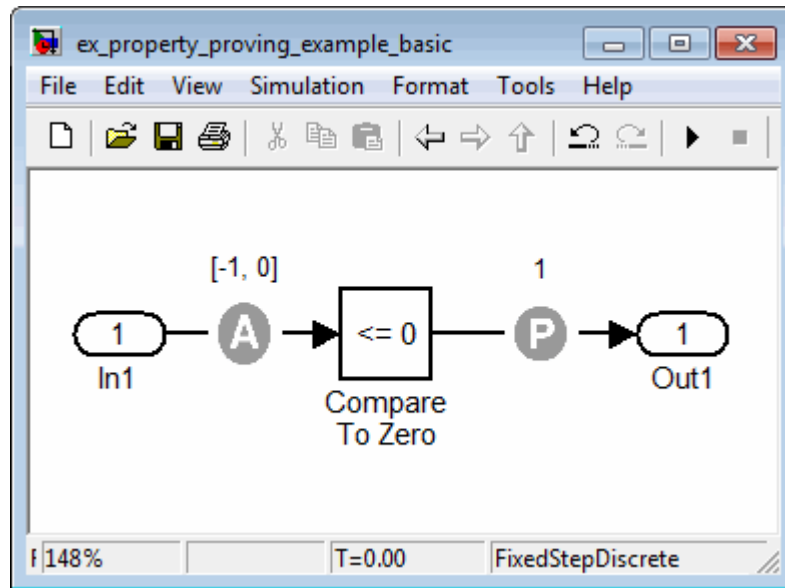 ex_property_proving_example_basic
File Edit View Simulation Format Tools Help
[-1, 0] 1
1 A <= 0 P 1
In1 Compare To Zero Out1
148% T=0.00 FixedStepDiscrete